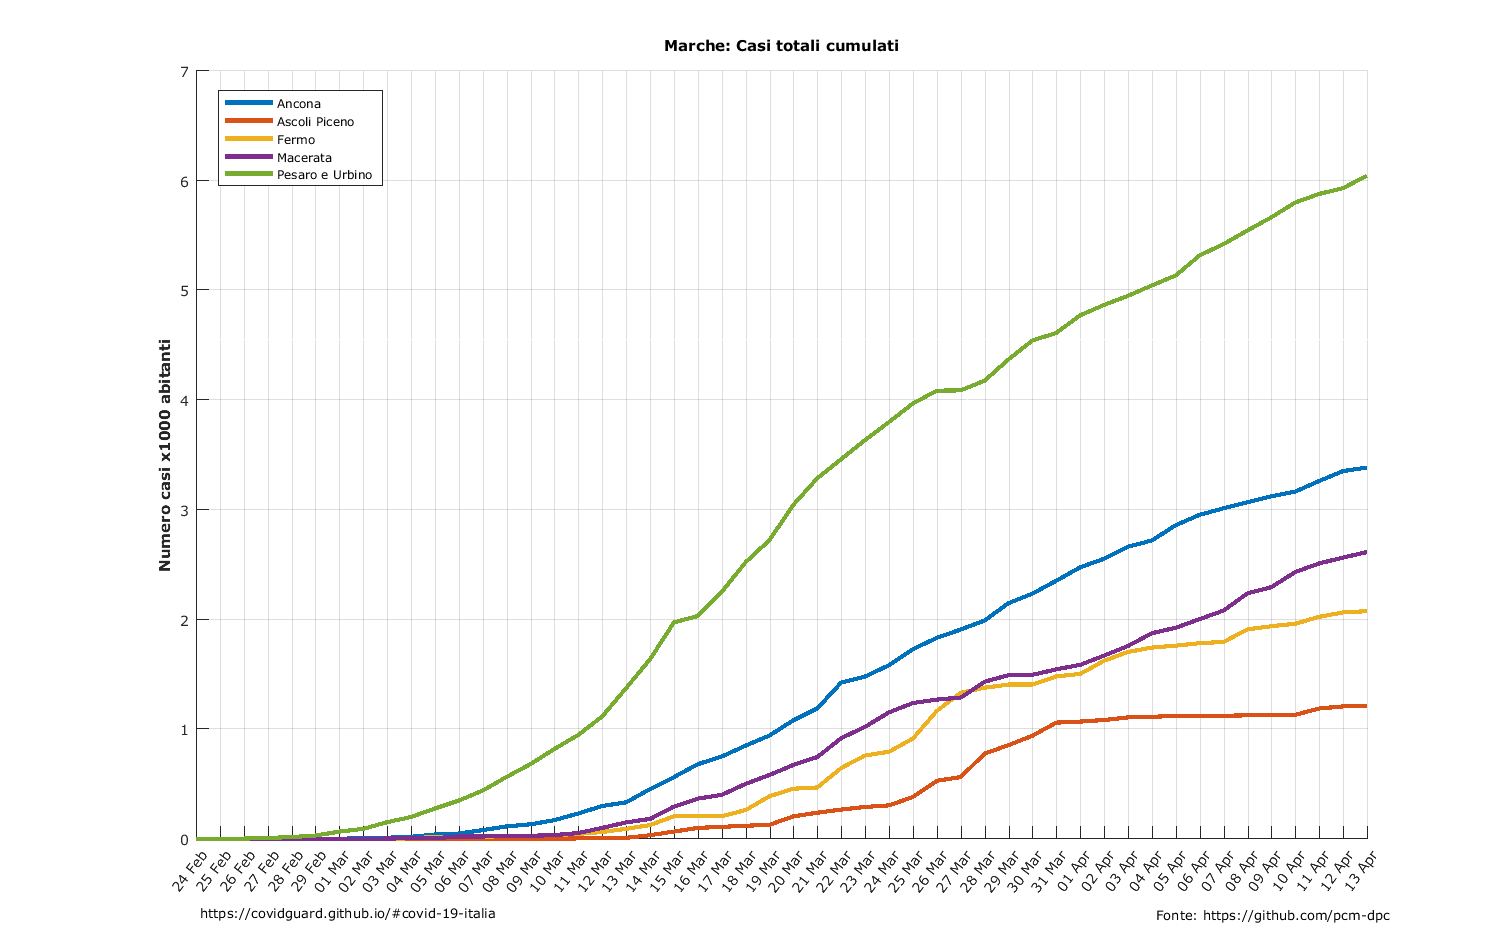 Marche: Casi totali cumulati
7
6
5
4
3
2
1
0
Numero casi x1000 abitanti
Ancona
Ascoli Piceno
Fermo
Macerata
Pesaro e Urbino
24 Feb
25 Feb
26 Feb
27 Feb
28 Feb
29 Feb
01 Mar
02 Mar
03 Mar
04 Mar
05 Mar
06 Mar
07 Mar
08 Mar
09 Mar
10 Mar
11 Mar
12 Mar
13 Mar
14 Mar
15 Mar
16 Mar
17 Mar
18 Mar
19 Mar
20 Mar
21 Mar
22 Mar
23 Mar
24 Mar
25 Mar
26 Mar
27 Mar
28 Mar
29 Mar
30 Mar
31 Mar
01 Apr
02 Apr
03 Apr
04 Apr
05 Apr
06 Apr
07 Apr
08 Apr
09 Apr
10 Apr
11 Apr
12 Apr
13 Apr
https://covidguard.github.io/#covid-19-italia
Fonte: https://github.com/pcm-dpc